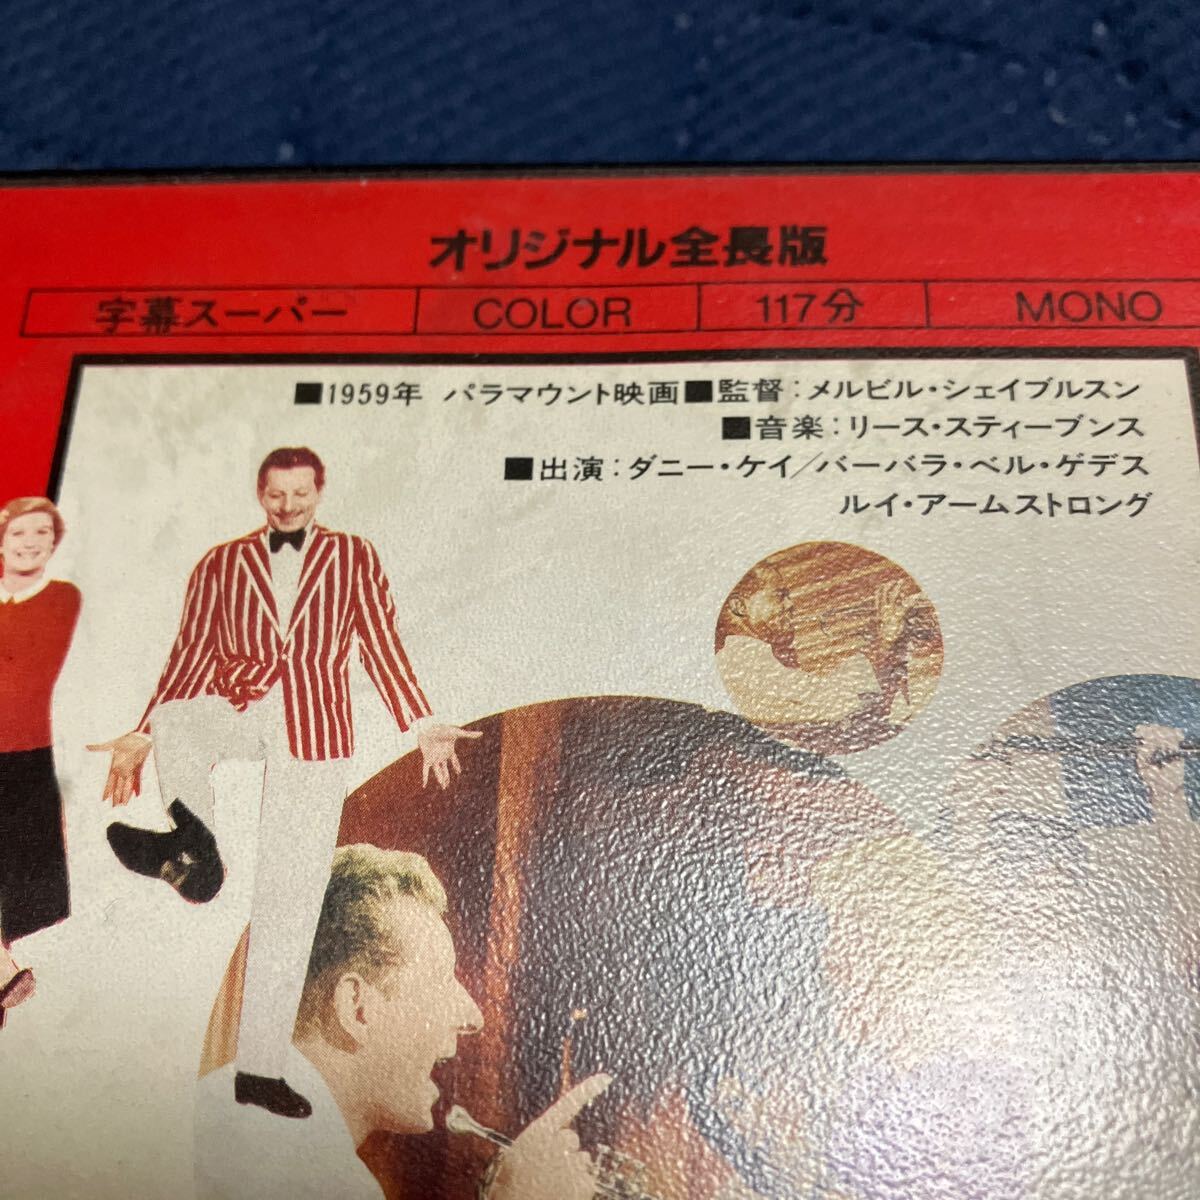 オリジナル全長版
字幕スーパー COLOR 117分 MONO
■1959年 パラマウント映画■監督：メルビル・シェイブルスン
■音楽：リース・スティーブンス
■出演：ダニー・ケイ／バーバラ・ベル・ゲデス
ルイ・アームストロング